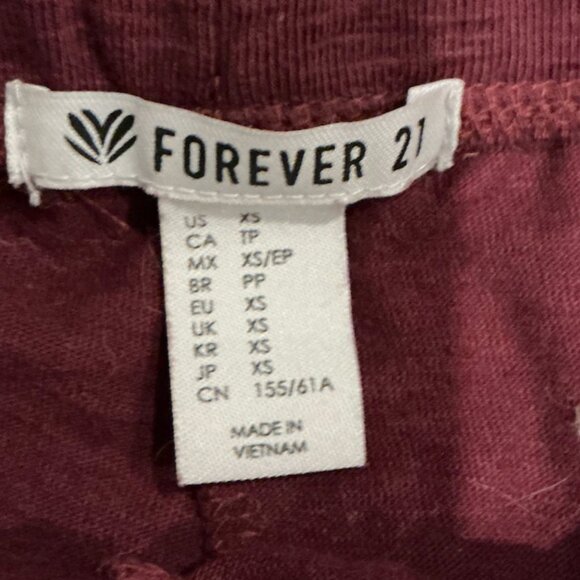 FOREVER 21
US XS
CA TP
MX XS/EP
BR PP
EU XS
UK XS
KR XS
JP XS
CN 155/61A
MADE IN
VIETNAM